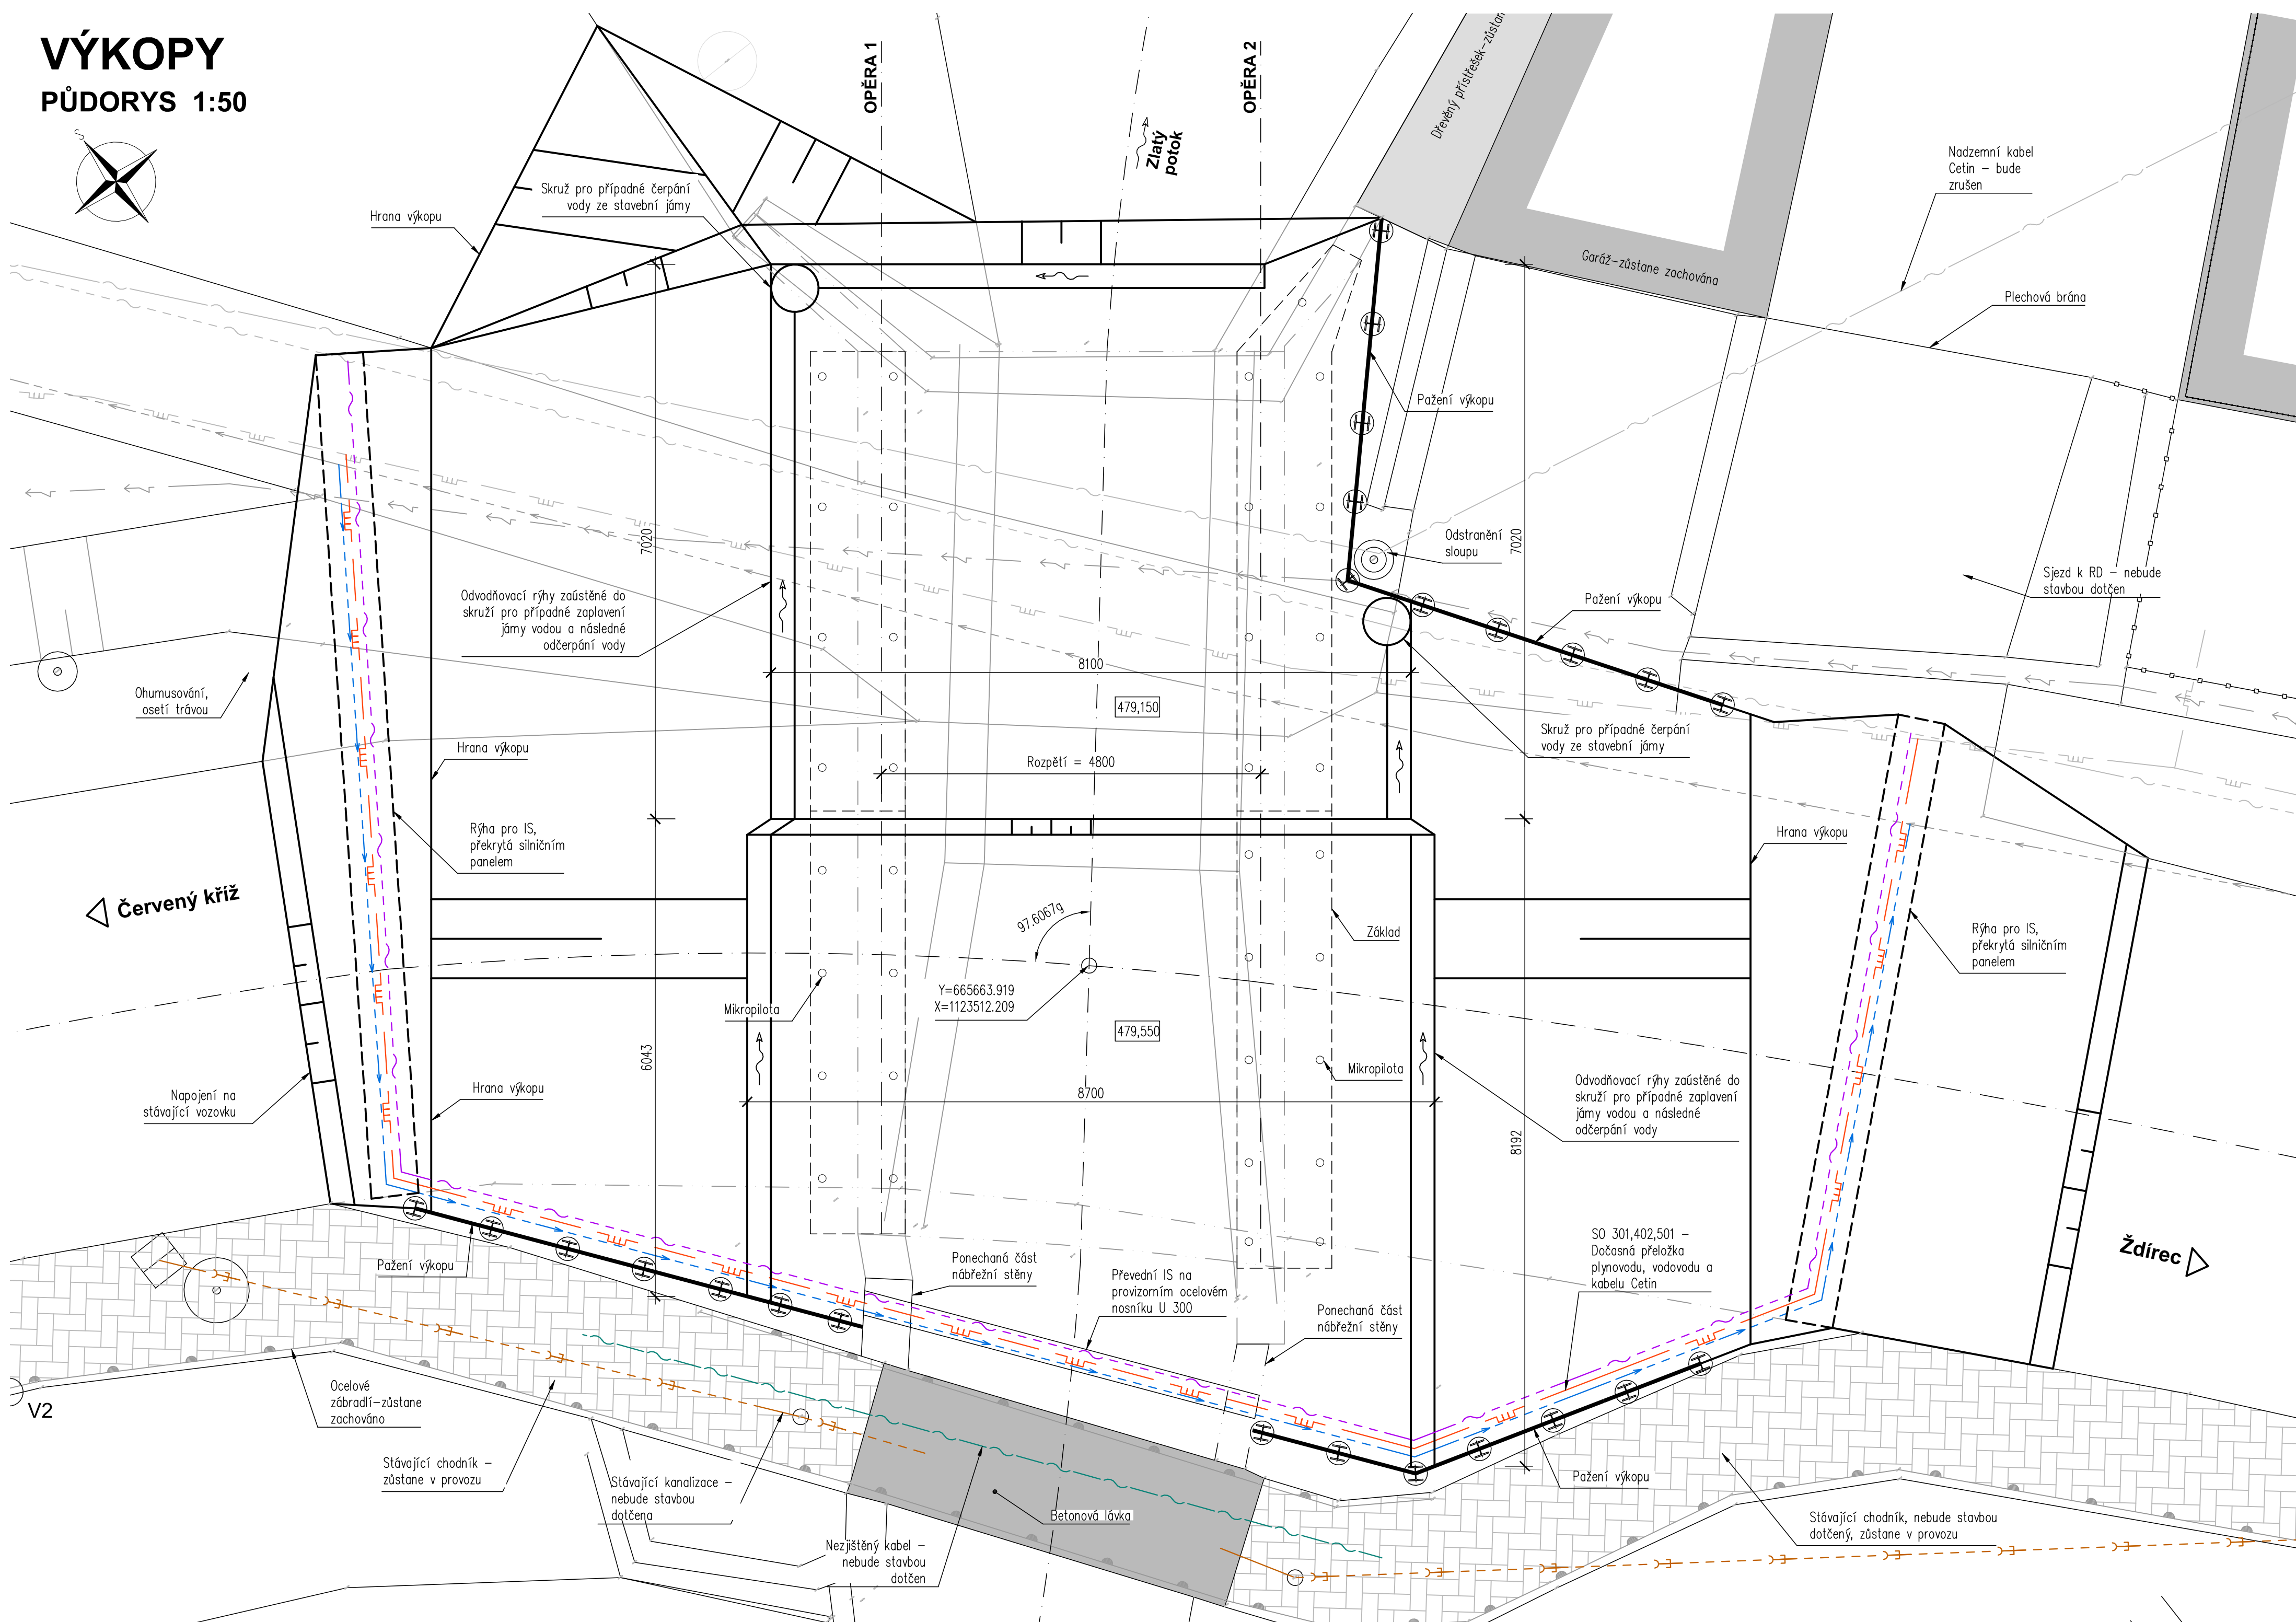 VÝKOPY
PŮDORYS 1:50
S
OPĚRA 1
OPĚRA 2
Zlatý
potok
Dřevěný přístřešek-zůstan
Garáž-zůstane zachována
Nadzemní kabel
Cetin – bude
zrušen
Plechová brána
Skruž pro případné čerpání
vody ze stavební jámy
Hrana výkopu
Pažení výkopu
Odstranění
sloupu
7020
7020
Pažení výkopu
Sjezd k RD – nebude
stavbou dotčen
Odvodňovací rýhy zaústěné do
skruží pro případné zaplavení
jámy vodou a následné
odčerpání vody
8100
479,150
Ohumusování,
osetí trávou
Hrana výkopu
Rozpětí = 4800
Skruž pro případné čerpání
vody ze stavební jámy
Rýha pro IS,
překrytá silničním
panelem
Hrana výkopu
Červený kříž
97.6067g
Základ
Rýha pro IS,
překrytá silničním
panelem
Y=665663.919
X=1123512.209
Mikropilota
479,550
6043
Mikropilota
8700
Hrana výkopu
Napojení na
stávající vozovku
Odvodňovací rýhy zaústěné do
skruží pro případné zaplavení
jámy vodou a následné
odčerpání vody
8192
Pažení výkopu
Ponechaná část
nábřežní stěny
Převední IS na
provizorním ocelovém
nosníku U 300
Ponechaná část
nábřežní stěny
SO 301,402,501 –
Dočasná přeložka
plynovodu, vodovodu a
kabelu Cetin
Ždírec
V2
Ocelové
zábradlí-zůstane
zachováno
Stávající chodník –
zůstane v provozu
Stávající kanalizace –
nebude stavbou
dotčena
Nezjištěný kabel –
nebude stavbou
dotčen
Betonová lávka
Pažení výkopu
Stávající chodník, nebude stavbou
dotčený, zůstane v provozu